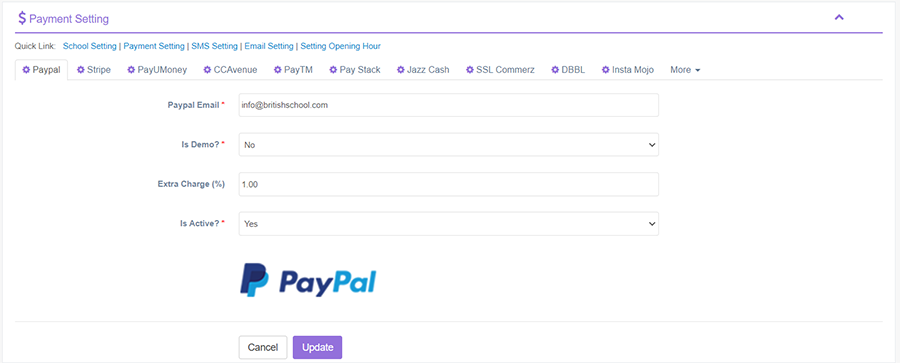 $ Payment Setting
Quick Link: School Setting | Payment Setting | SMS Setting | Email Setting | Setting Opening Hour
Paypal Stripe PayUMoney CCAvenue PayTM Pay Stack Jazz Cash SSL Commerz DBBL Insta Mojo More
Paypal Email * info@britishschool.com
Is Demo? * No
Extra Charge (%) 1.00
Is Active? * Yes
PayPal
Cancel Update